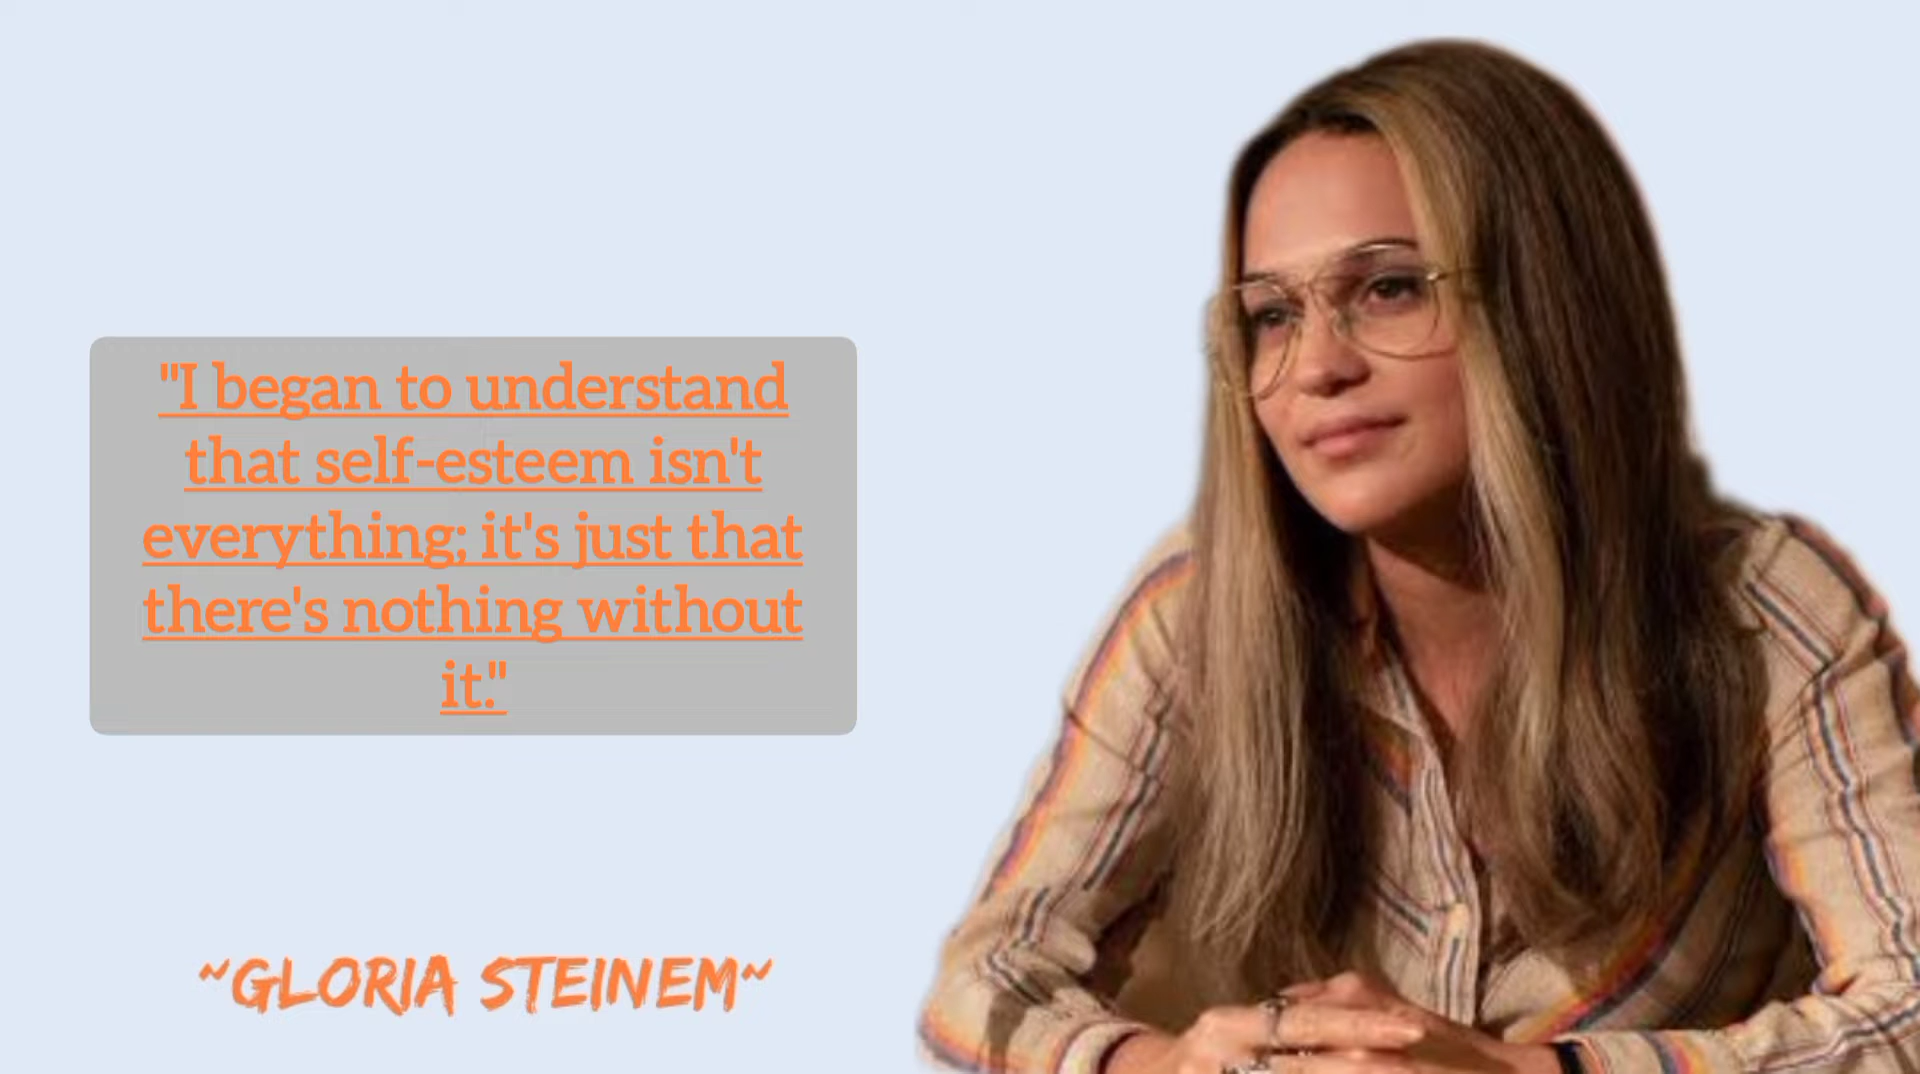 "I began to understand
that self-esteem isn't
everything; it's just that
there's nothing without
it."
~GLORIA STEINEM~